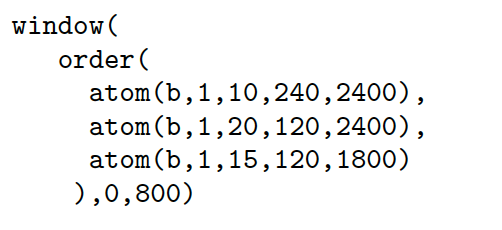 window(
order(
atom(b,1,10,240,2400),
atom(b,1,20,120,2400),
atom(b,1,15,120,1800)
),0,800)